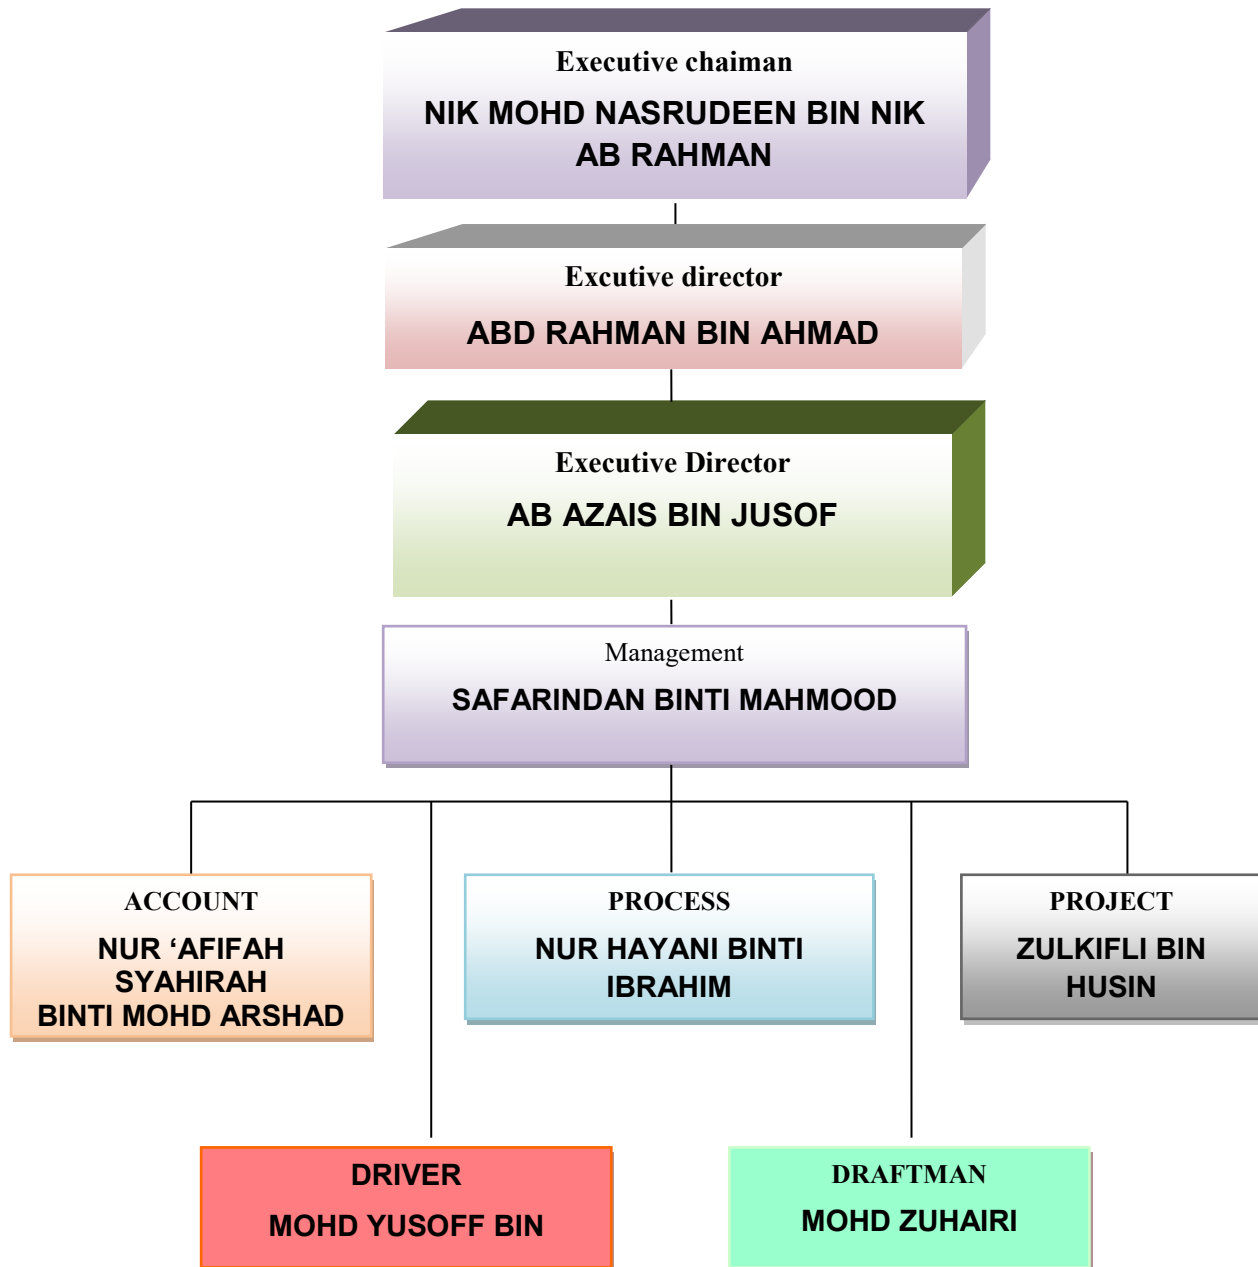 Executive chaiman
NIK MOHD NASRUDEEN BIN NIK
AB RAHMAN
Excutive director
ABD RAHMAN BIN AHMAD
Executive Director
AB AZAIS BIN JUSOF
Management
SAFARINDAN BINTI MAHMOOD
ACCOUNT
NUR ‘AFIFAH
SYAHIRAH
BINTI MOHD ARSHAD
PROCESS
NUR HAYANI BINTI
IBRAHIM
PROJECT
ZULKIFLI BIN
HUSIN
DRIVER
MOHD YUSOFF BIN
DRAFTMAN
MOHD ZUHAIRI